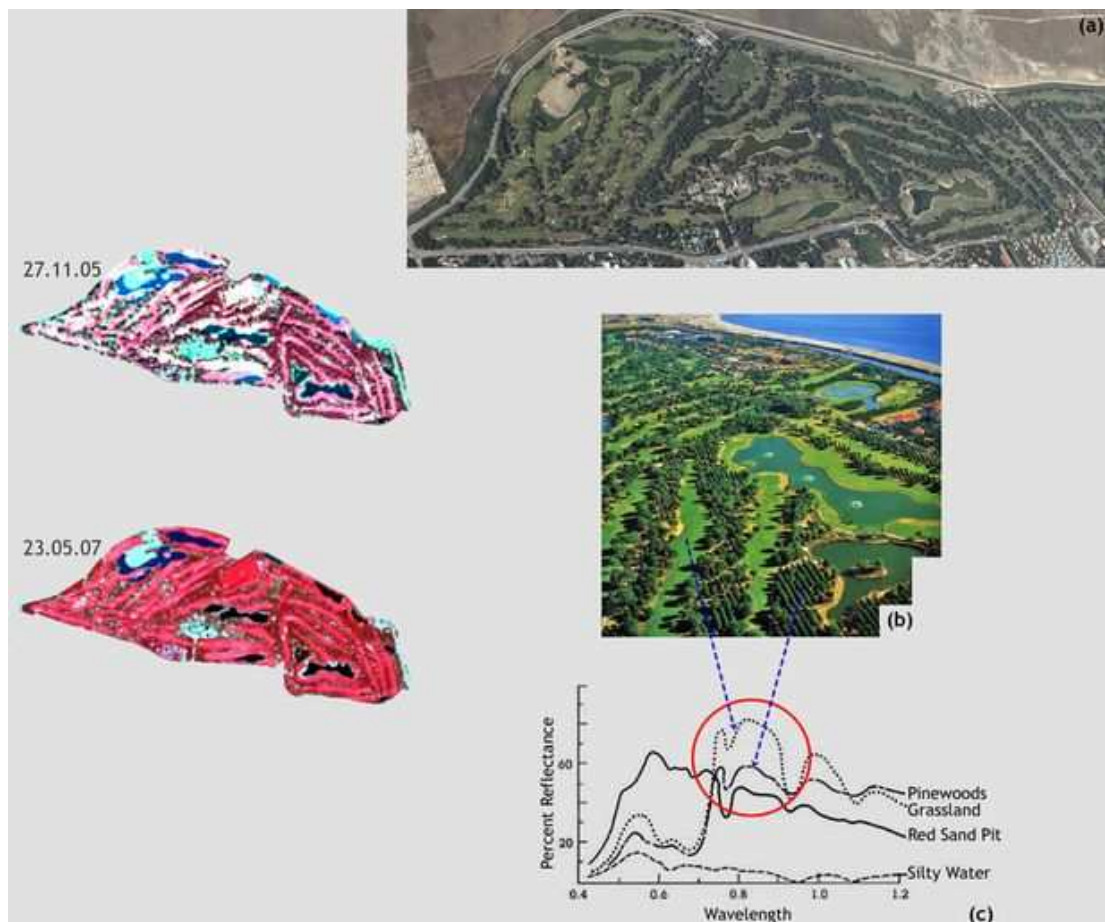 (a)
27.11.05
23.05.07
(b)
Percent Reflectance
60
20
Pinewoods
Grassland
Red Sand Pit
Silty Water
0.4
0.6
0.8
1.0
1.2
Wavelength
(c)